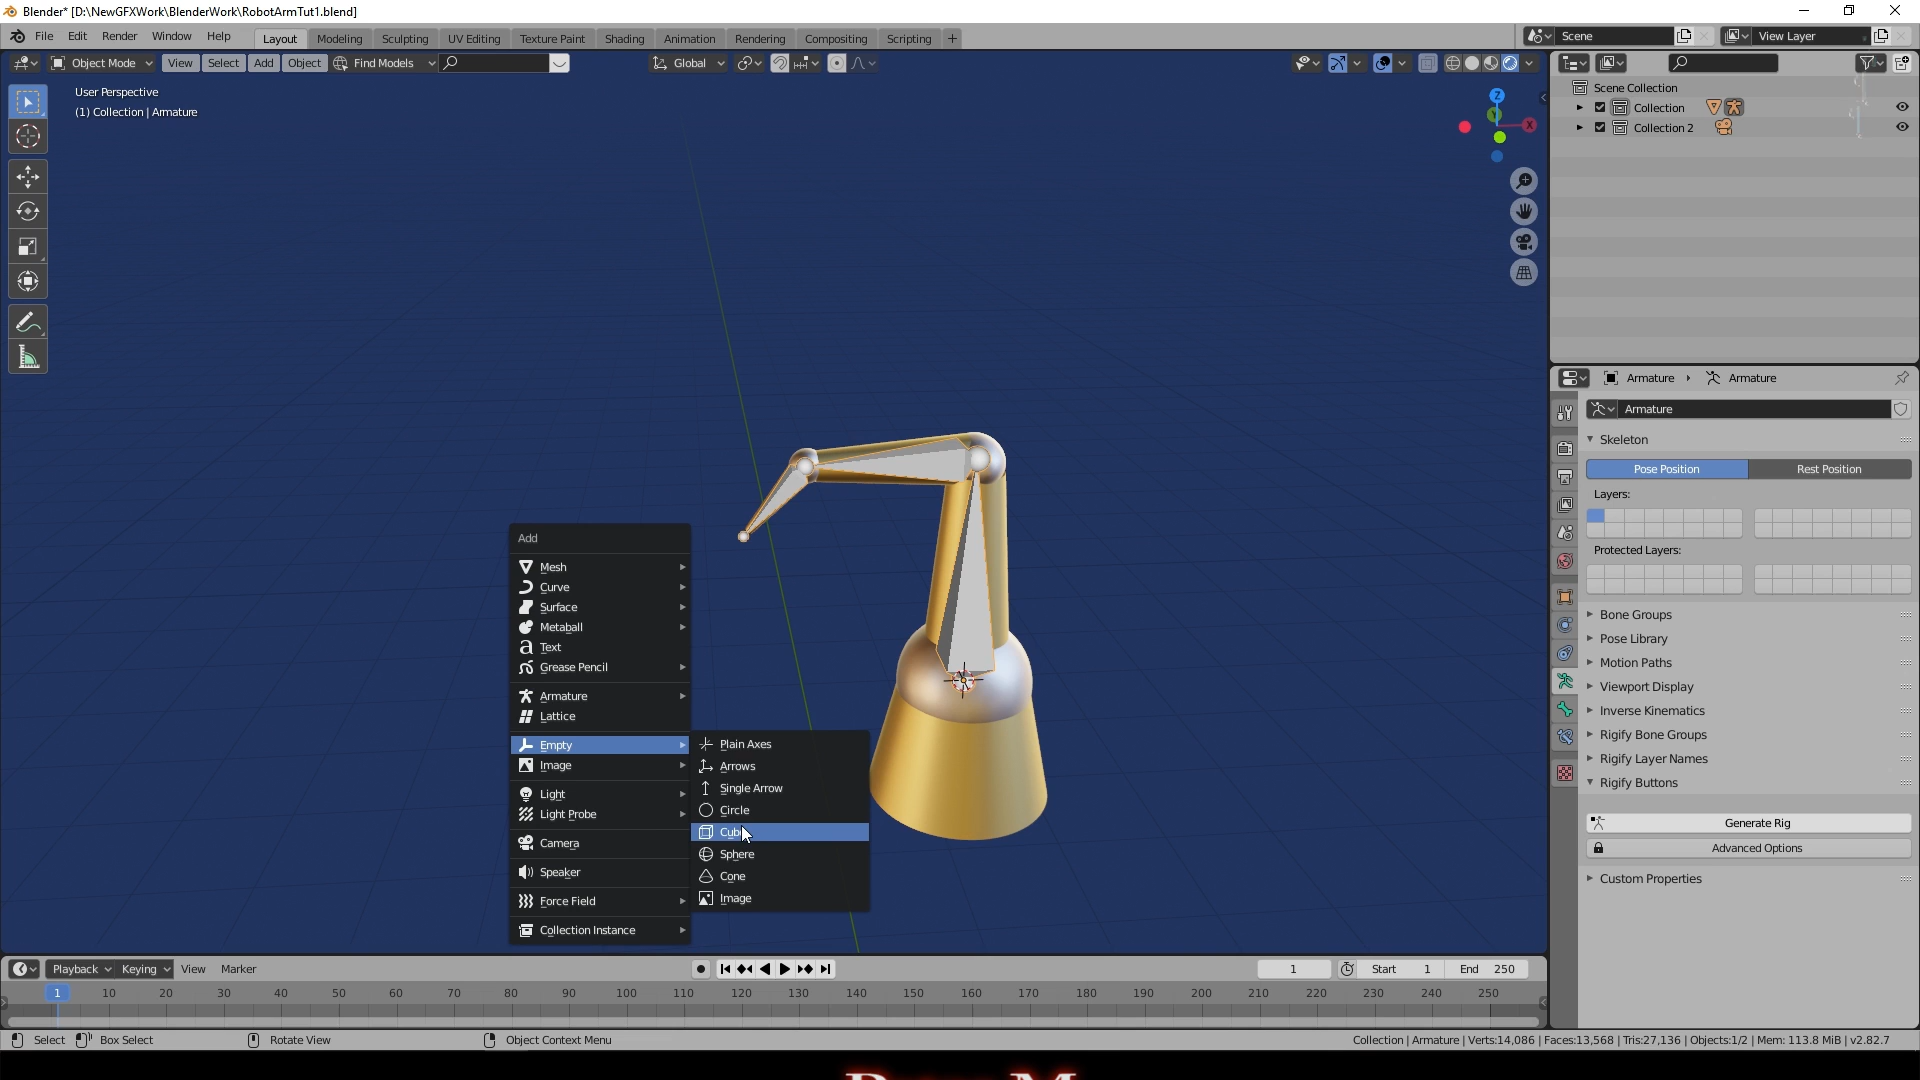 Blender* [D:\NewGFXWork\BlenderWork\RobotArmTut1.blend]
File Edit Render Window Help Layout Modeling Sculpting UV Editing Texture Paint Shading Animation Rendering Compositing Scripting + Scene View Layer
Object Mode View Select Add Object Find Models Global
User Perspective
(1) Collection | Armature
Z
Y
X
Scene Collection
Collection
Collection 2
Armature Armature
Armature
Skeleton
Pose Position Rest Position
Layers:
Protected Layers:
Bone Groups
Pose Library
Motion Paths
Viewport Display
Inverse Kinematics
Rigify Bone Groups
Rigify Layer Names
Rigify Buttons
Generate Rig
Advanced Options
Custom Properties
Add
Mesh
Curve
Surface
Metaball
Text
Grease Pencil
Armature
Lattice
Empty
Image
Light
Light Probe
Camera
Speaker
Force Field
Collection Instance
Plain Axes
Arrows
Single Arrow
Circle
Cube
Sphere
Cone
Image
Playback Keying View Marker 1 Start 1 End 250
1 10 20 30 40 50 60 70 80 90 100 110 120 130 140 150 160 170 180 190 200 210 220 230 240 250
Select Box Select Rotate View Object Context Menu Collection | Armature | Verts:14,086 | Faces:13,568 | Tris:27,136 | Objects:1/2 | Mem: 113.8 MiB | v2.82.7